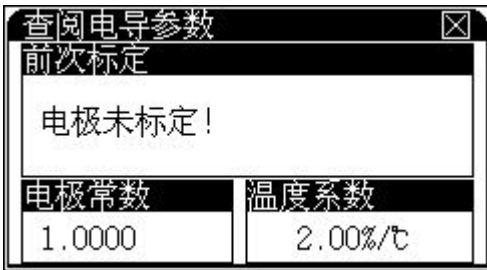 查阅电导参数
前次标定
电极未标定!
电极常数
温度系数
1.0000
2.00%/℃